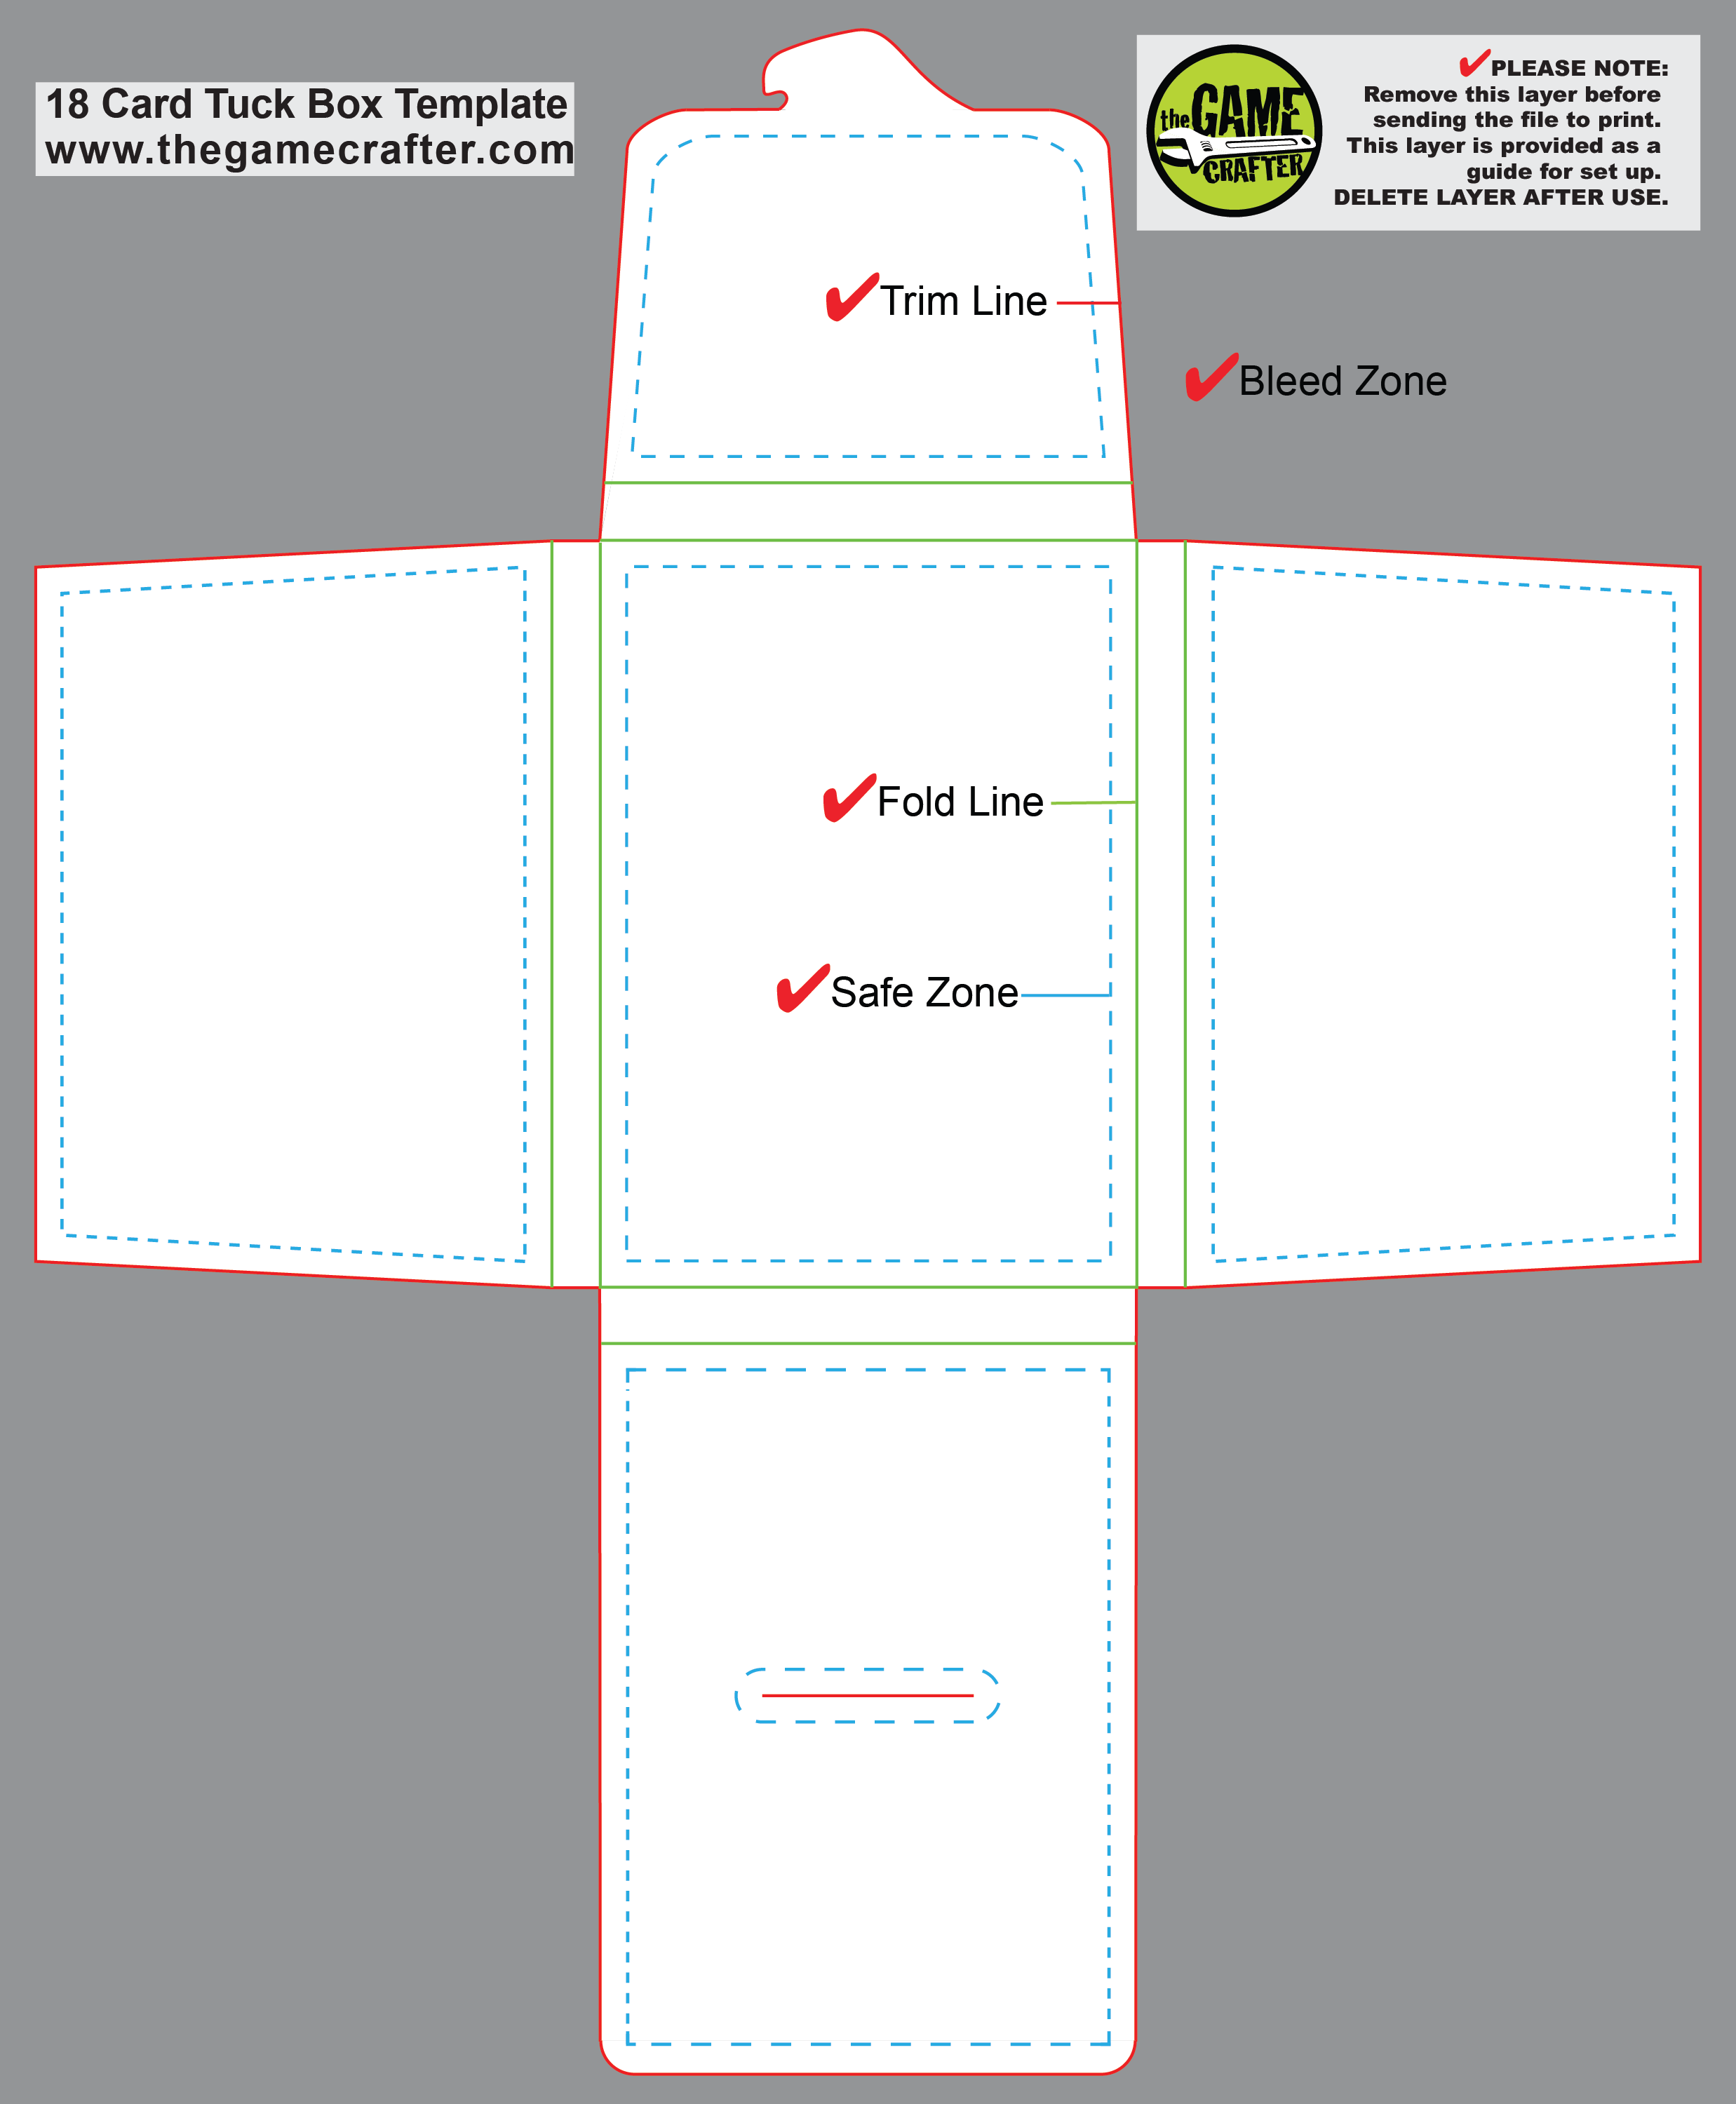 18 Card Tuck Box Template
www.thegamecrafter.com
the GAME
CRAFTER
PLEASE NOTE:
Remove this layer before
sending the file to print.
This layer is provided as a
guide for set up.
DELETE LAYER AFTER USE.
Trim Line
Bleed Zone
Fold Line
Safe Zone